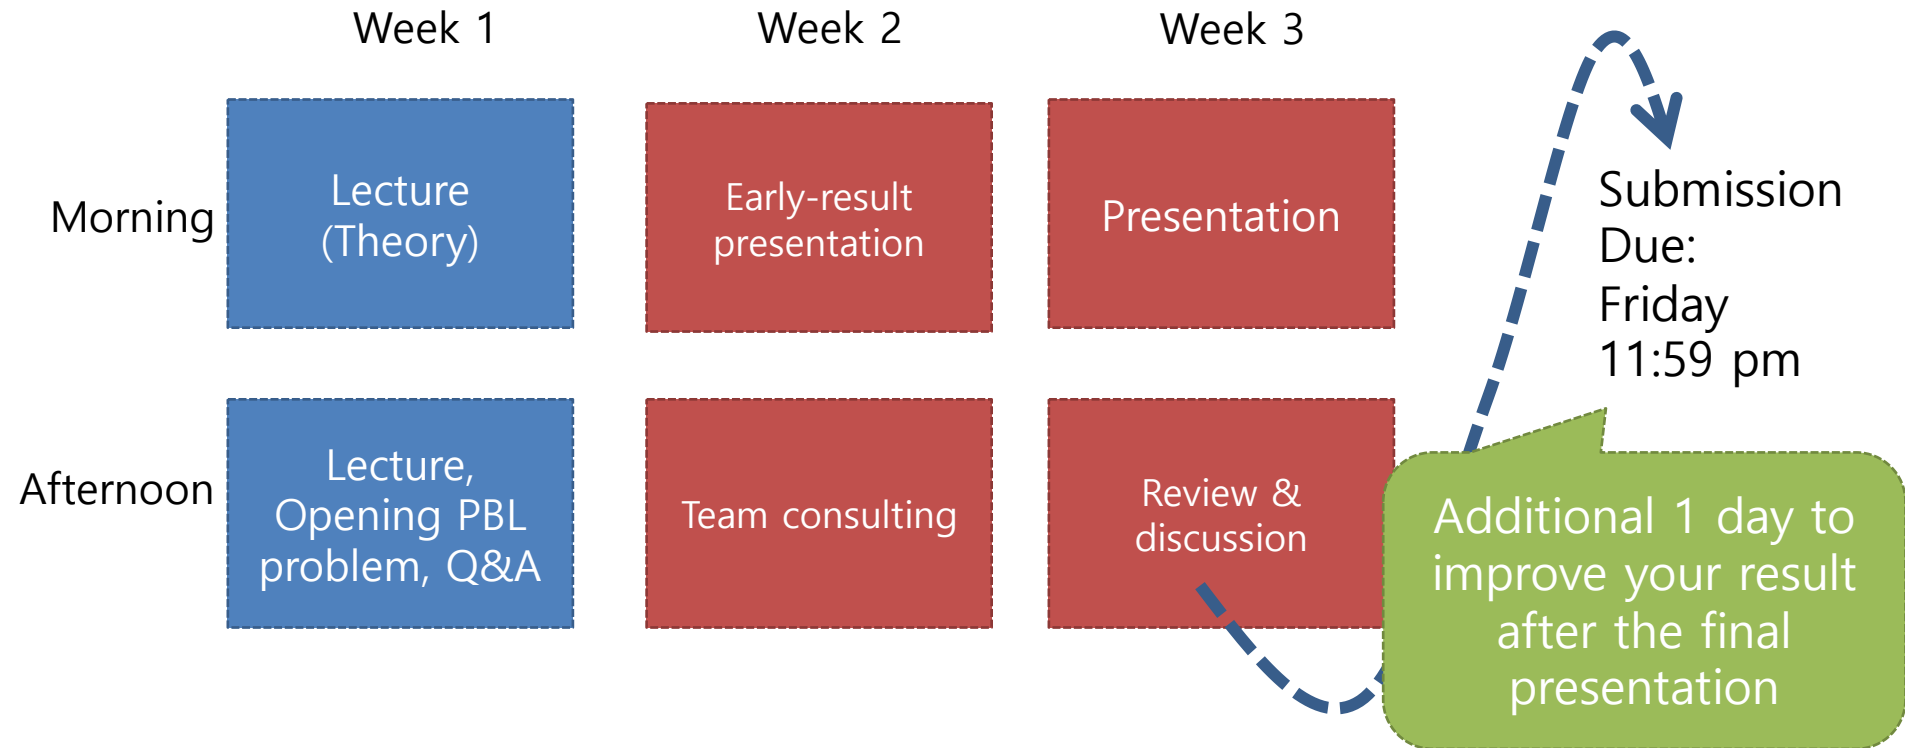 Week 1
Week 2
Week 3
Morning
Lecture
(Theory)
Early-result
presentation
Presentation
Submission
Due:
Friday
11:59 pm
Afternoon
Lecture,
Opening PBL
problem, Q&A
Team consulting
Review &
discussion
Additional 1 day to
improve your result
after the final
presentation